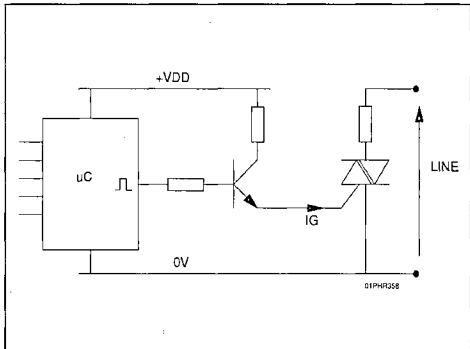 +VDD
uC
LINE
IG
0V
01PHR358